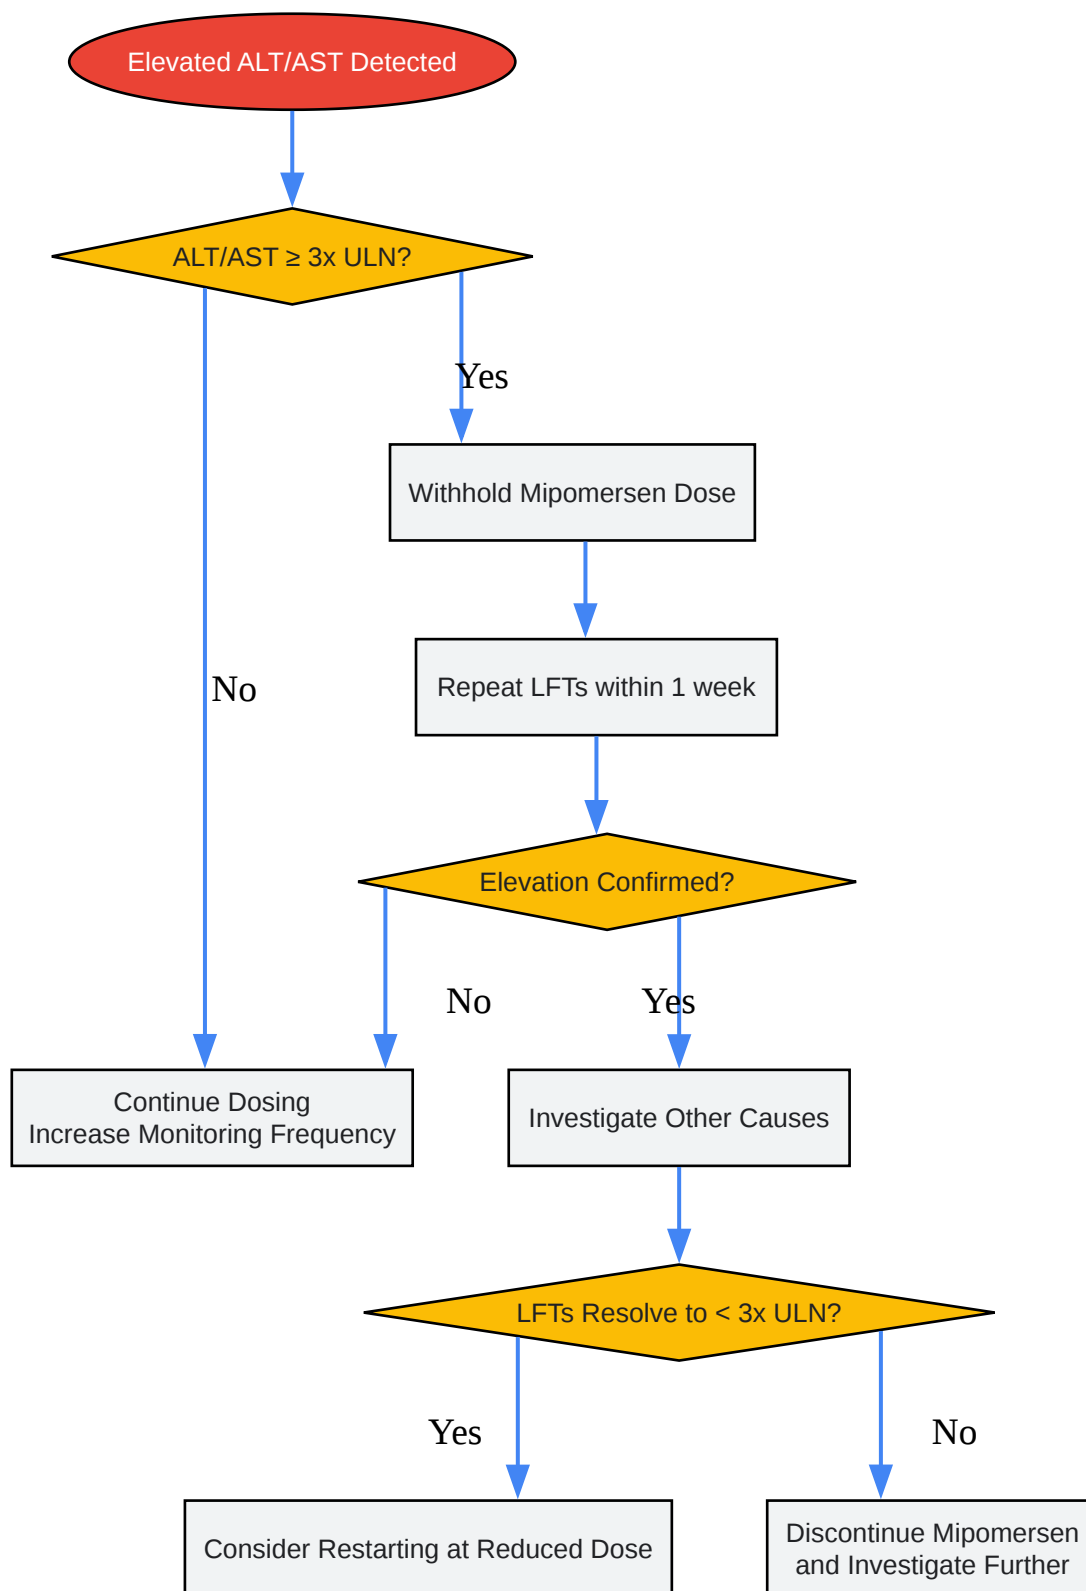 Elevated ALT/AST Detected
ALT/AST ≥ 3x ULN?
Yes
Withhold Mipomersen Dose
Repeat LFTs within 1 week
No
Elevation Confirmed?
No
Yes
Continue Dosing
Increase Monitoring Frequency
Investigate Other Causes
LFTs Resolve to < 3x ULN?
Yes
No
Consider Restarting at Reduced Dose
Discontinue Mipomersen
and Investigate Further